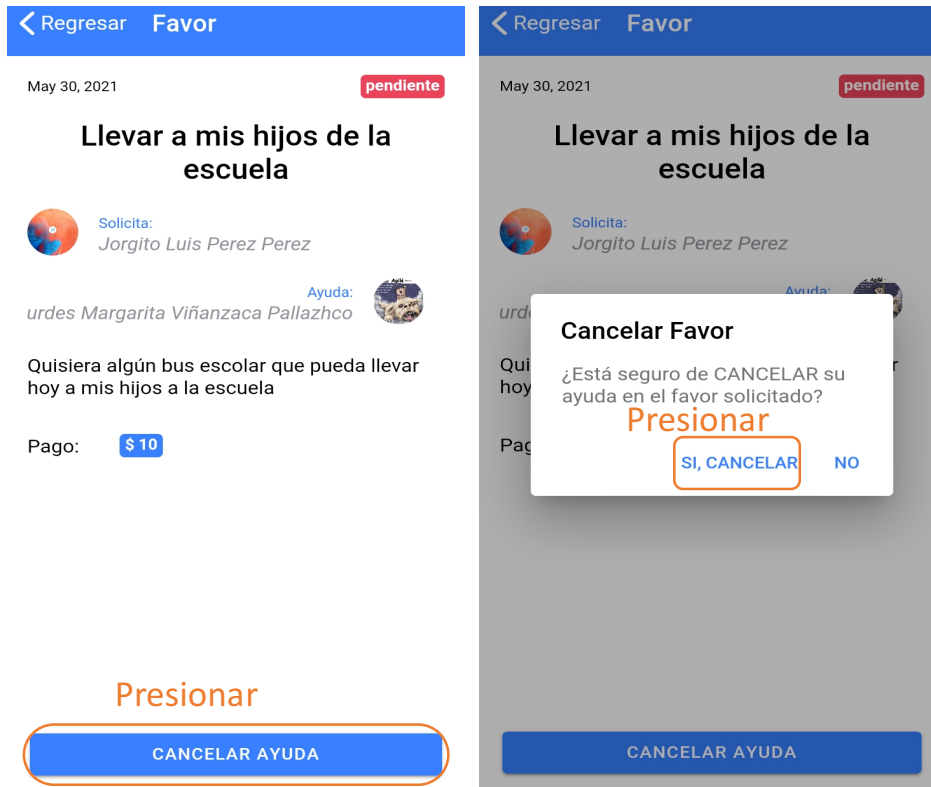 Regresar Favor
May 30, 2021 pendiente
Llevar a mis hijos de la
escuela
Solicita:
Jorgito Luis Perez Perez
Ayuda:
urdes Margarita Viñanzaca Pallazhco
Quisiera algún bus escolar que pueda llevar
hoy a mis hijos a la escuela
Pago: $ 10
Presionar
CANCELAR AYUDA
Regresar Favor
May 30, 2021 pendiente
Llevar a mis hijos de la
escuela
Solicita:
Jorgito Luis Perez Perez
Ayuda:
Cancelar Favor
¿Está seguro de CANCELAR su
ayuda en el favor solicitado?
Presionar
SI, CANCELAR NO
CANCELAR AYUDA